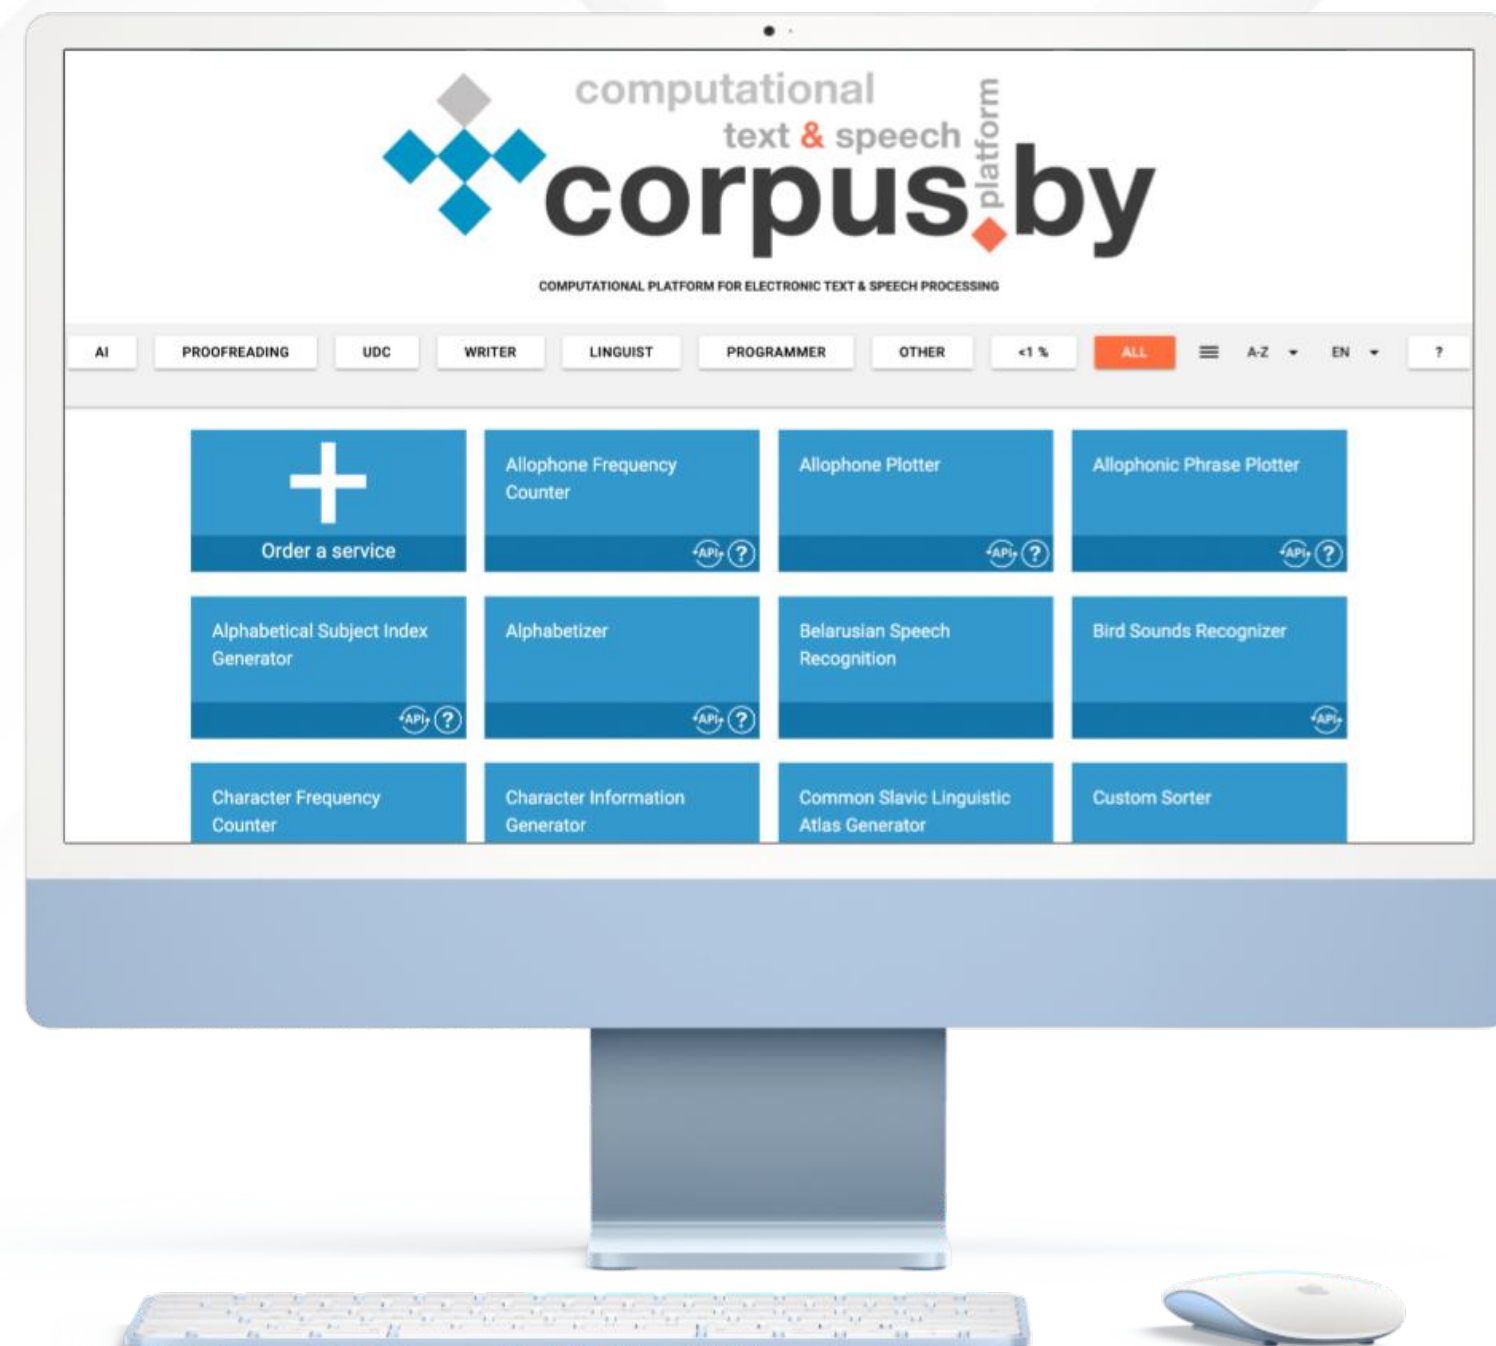 computational
text & speech
platform
corpus.by
COMPUTATIONAL PLATFORM FOR ELECTRONIC TEXT & SPEECH PROCESSING
AI PROOFREADING UDC WRITER LINGUIST PROGRAMMER OTHER <1 % ALL A-Z EN ?
Order a service
Allophone Frequency
Counter
API ?
Allophone Plotter
API ?
Allophonic Phrase Plotter
API ?
Alphabetical Subject Index
Generator
API ?
Alphabetizer
API ?
Belarusian Speech
Recognition
Bird Sounds Recognizer
API
Character Frequency
Counter
Character Information
Generator
Common Slavic Linguistic
Atlas Generator
Custom Sorter